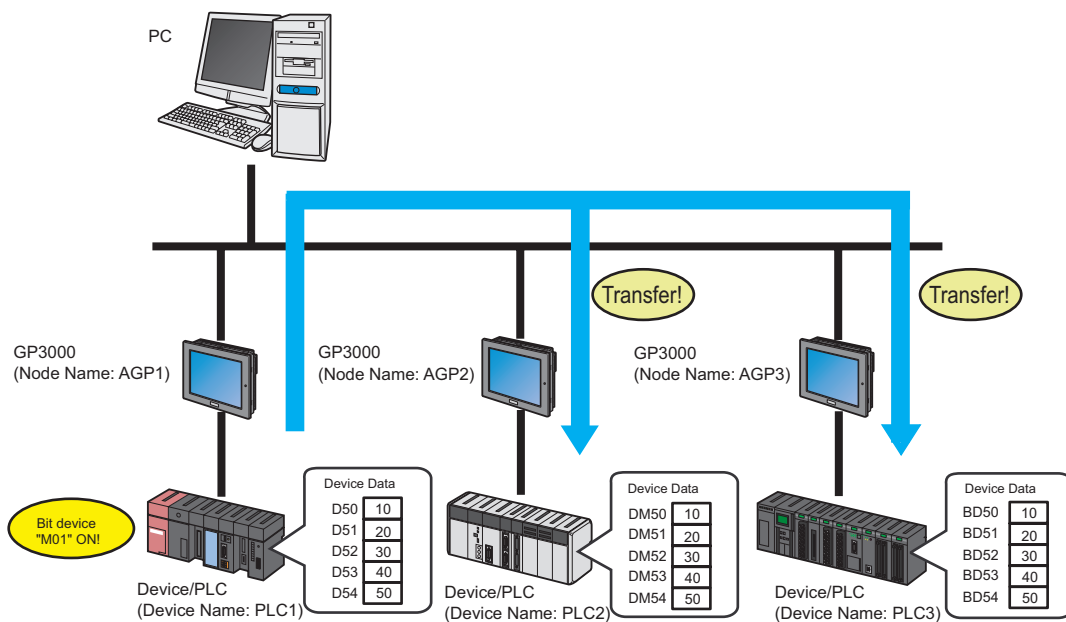 PC
Transfer!
Transfer!
GP3000
(Node Name: AGP1)
GP3000
(Node Name: AGP2)
GP3000
(Node Name: AGP3)
Bit device
"M01" ON!
Device Data
D50 10
D51 20
D52 30
D53 40
D54 50
Device/PLC
(Device Name: PLC1)
Device Data
DM50 10
DM51 20
DM52 30
DM53 40
DM54 50
Device/PLC
(Device Name: PLC2)
Device Data
BD50 10
BD51 20
BD52 30
BD53 40
BD54 50
Device/PLC
(Device Name: PLC3)